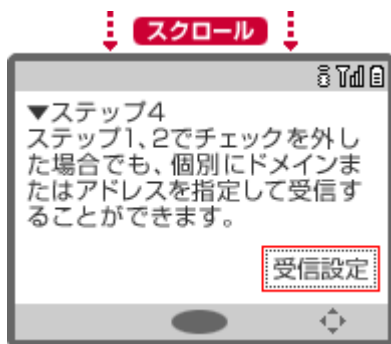 スクロール
▼ステップ4
ステップ1、2でチェックを外し
た場合でも、個別にドメインま
たはアドレスを指定して受信す
ることができます。
受信設定